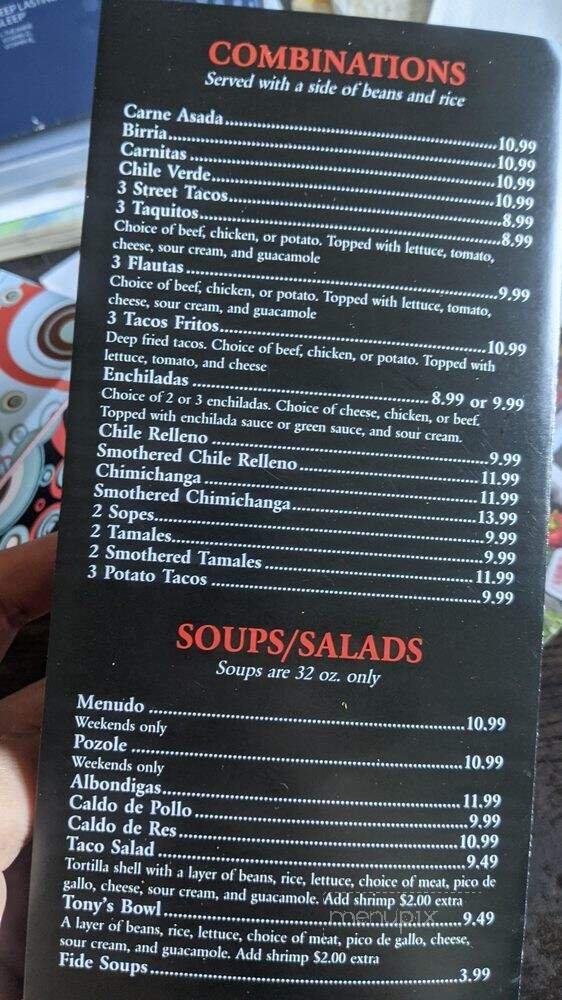 EEP LAST
SLEEP
COMBINATIONS
Served with a side of beans and rice
Carne Asada..........10.99
Birria..........10.99
Carnitas..........10.99
Chile Verde..........10.99
3 Street Tacos..........8.99
3 Taquitos..........8.99
Choice of beef, chicken, or potato. Topped with lettuce, tomato,
cheese, sour cream, and guacamole
3 Flautas..........9.99
Choice of beef, chicken, or potato. Topped with lettuce, tomato,
cheese, sour cream, and guacamole
3 Tacos Fritos..........10.99
Deep fried tacos. Choice of beef, chicken, or potato. Topped with
lettuce, tomato, and cheese
Enchiladas..........8.99 or 9.99
Choice of 2 or 3 enchiladas. Choice of cheese, chicken, or beef.
Topped with enchilada sauce or green sauce, and sour cream.
Chile Relleno..........9.99
Smothered Chile Relleno..........11.99
Chimichanga..........11.99
Smothered Chimichanga..........13.99
2 Sopes..........9.99
2 Tamales..........9.99
2 Smothered Tamales..........11.99
3 Potato Tacos..........9.99
SOUPS/SALADS
Soups are 32 oz. only
Menudo..........10.99
Weekends only
Pozole..........10.99
Weekends only
Albondigas..........11.99
Caldo de Pollo..........9.99
Caldo de Res..........10.99
Taco Salad..........9.49
Tortilla shell with a layer of beans, rice, lettuce, choice of meat, pico de
gallo, cheese, sour cream, and guacamole. Add shrimp $2.00 extra
Tony's Bowl..........9.49
A layer of beans, rice, lettuce, choice of meat, pico de gallo, cheese,
sour cream, and guacamole. Add shrimp $2.00 extra
Fide Soups..........3.99
menupix